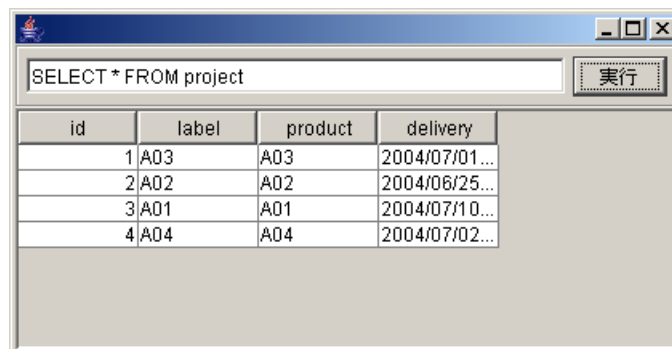 SELECT * FROM project 実行
id label product delivery
1 A03 A03 2004/07/01...
2 A02 A02 2004/06/25...
3 A01 A01 2004/07/10...
4 A04 A04 2004/07/02...